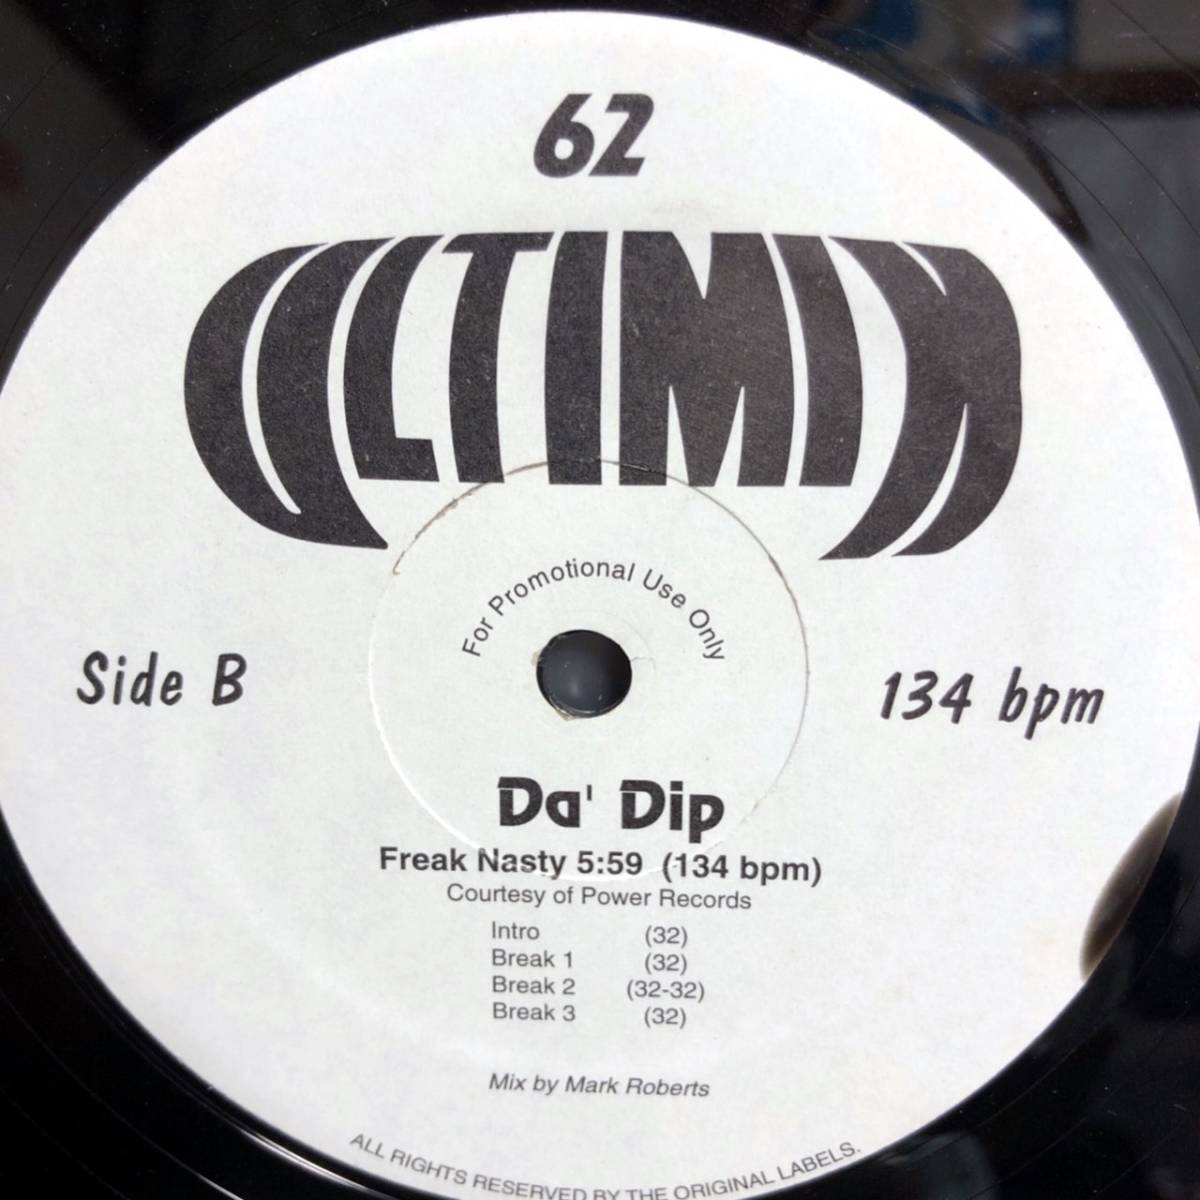 62
ULTIMIX
For Promotional Use Only
Side B
134 bpm
Da' Dip
Freak Nasty 5:59 (134 bpm)
Courtesy of Power Records
Intro (32)
Break 1 (32)
Break 2 (32-32)
Break 3 (32)
Mix by Mark Roberts
ALL RIGHTS RESERVED BY THE ORIGINAL LABELS.